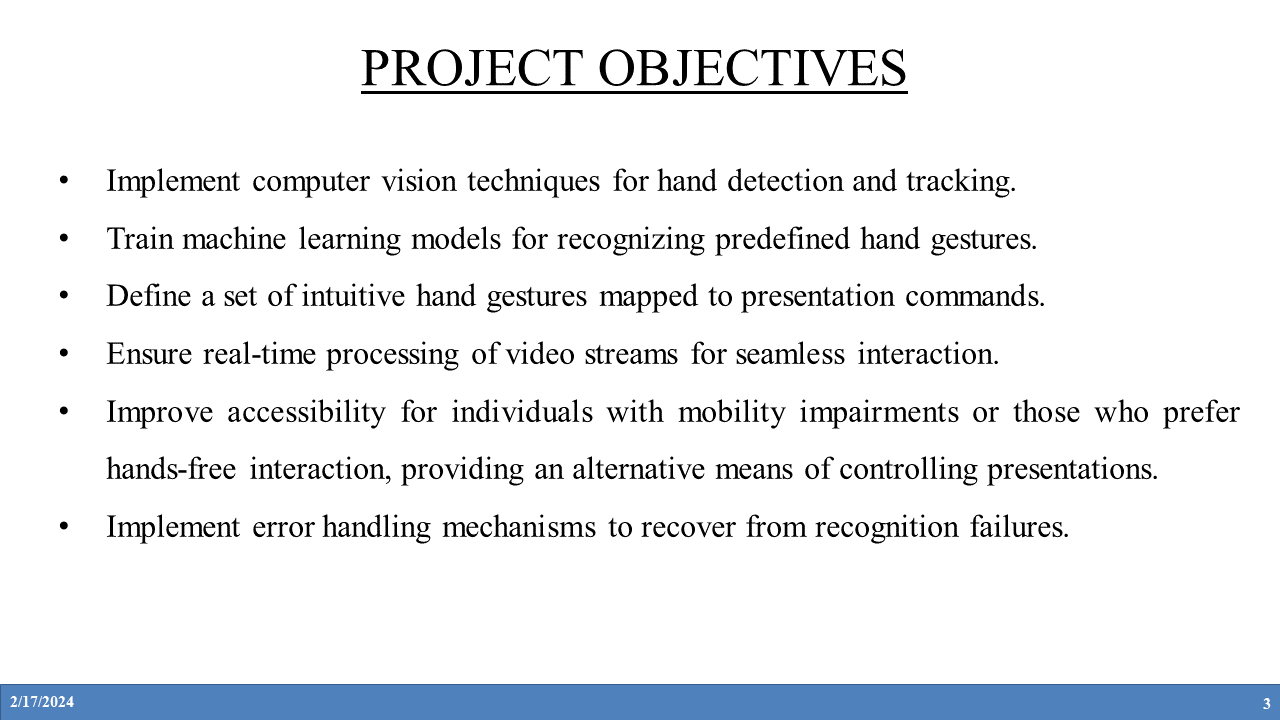 PROJECT OBJECTIVES
• Implement computer vision techniques for hand detection and tracking.
• Train machine learning models for recognizing predefined hand gestures.
• Define a set of intuitive hand gestures mapped to presentation commands.
• Ensure real-time processing of video streams for seamless interaction.
• Improve accessibility for individuals with mobility impairments or those who prefer
hands-free interaction, providing an alternative means of controlling presentations.
• Implement error handling mechanisms to recover from recognition failures.
2/17/2024
3